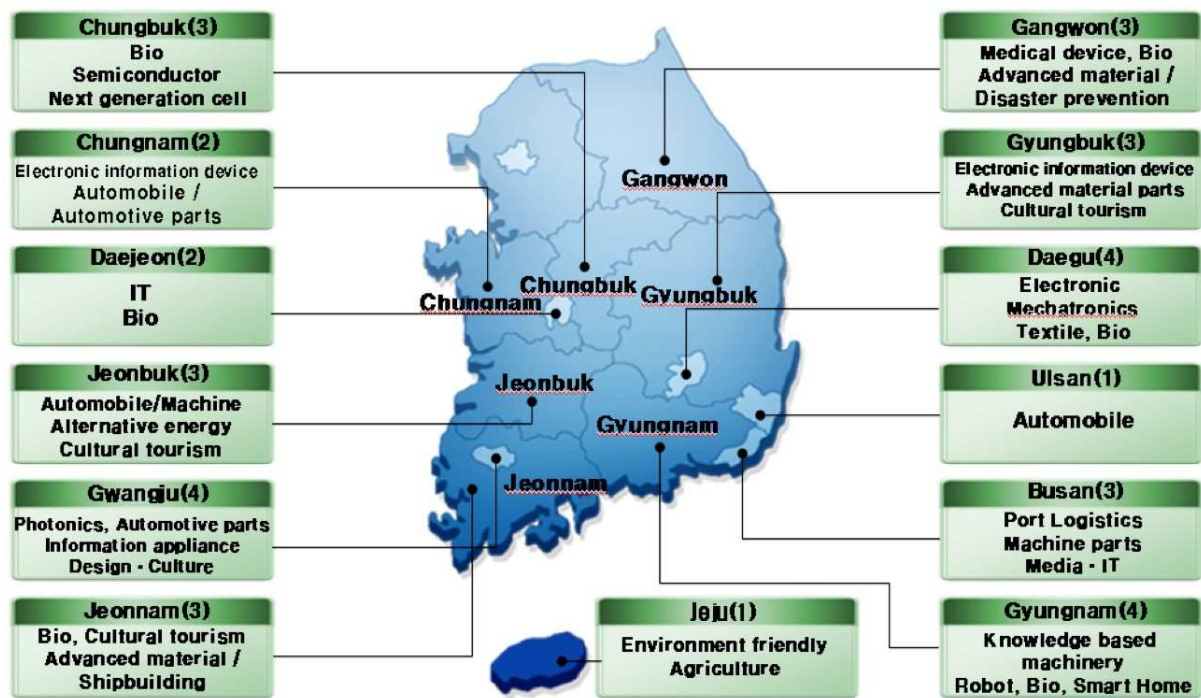 Chungbuk(3)
Bio
Semiconductor
Next generation cell
Chungnam(2)
Electronic information device
Automobile /
Automotive parts
Daejeon(2)
IT
Bio
Jeonbuk(3)
Automobile/Machine
Alternative energy
Cultural tourism
Gwangju(4)
Photonics, Automotive parts
Information appliance
Design · Culture
Jeonnam(3)
Bio, Cultural tourism
Advanced material /
Shipbuilding
Gangwon
Chungbuk
Chungnam
Gyungbuk
Jeonbuk
Gyungnam
Jeonnam
Jeju(1)
Environment friendly
Agriculture
Gangwon(3)
Medical device, Bio
Advanced material /
Disaster prevention
Gyungbuk(3)
Electronic information device
Advanced material parts
Cultural tourism
Daegu(4)
Electronic
Mechatronics
Textile, Bio
Ulsan(1)
Automobile
Busan(3)
Port Logistics
Machine parts
Media · IT
Gyungnam(4)
Knowledge based
machinery
Robot, Bio, Smart Home